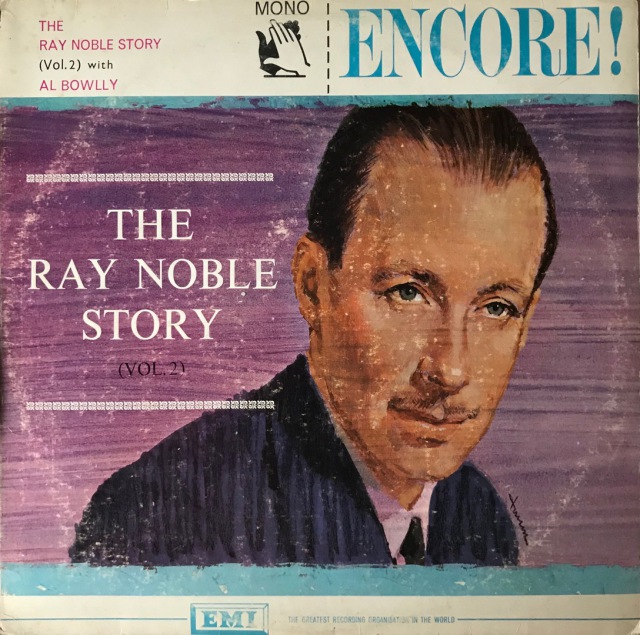 THE
RAY NOBLE STORY
(Vol.2) with
AL BOWLLY
MONO
ENCORE!
THE
RAY NOBLE
STORY
(VOL. 2)
EMI
THE GREATEST RECORDING ORGANISATION IN THE WORLD